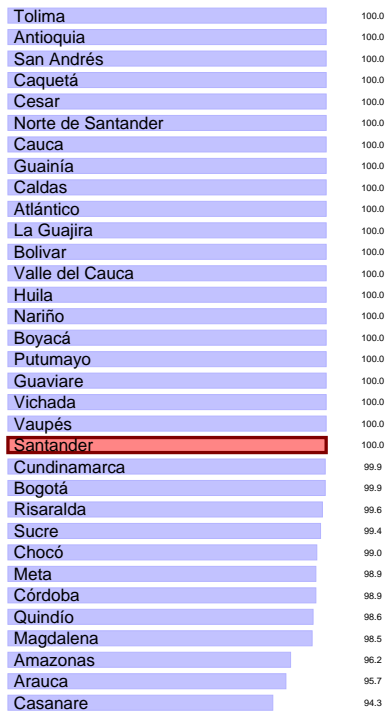 Tolima 100.0
Antioquia 100.0
San Andrés 100.0
Caquetá 100.0
Cesar 100.0
Norte de Santander 100.0
Cauca 100.0
Guainía 100.0
Caldas 100.0
Atlántico 100.0
La Guajira 100.0
Bolivar 100.0
Valle del Cauca 100.0
Huila 100.0
Nariño 100.0
Boyacá 100.0
Putumayo 100.0
Guaviare 100.0
Vichada 100.0
Vaupés 100.0
Santander 100.0
Cundinamarca 99.9
Bogotá 99.9
Risaralda 99.6
Sucre 99.4
Chocó 99.0
Meta 98.9
Córdoba 98.9
Quindío 98.6
Magdalena 98.5
Amazonas 96.2
Arauca 95.7
Casanare 94.3